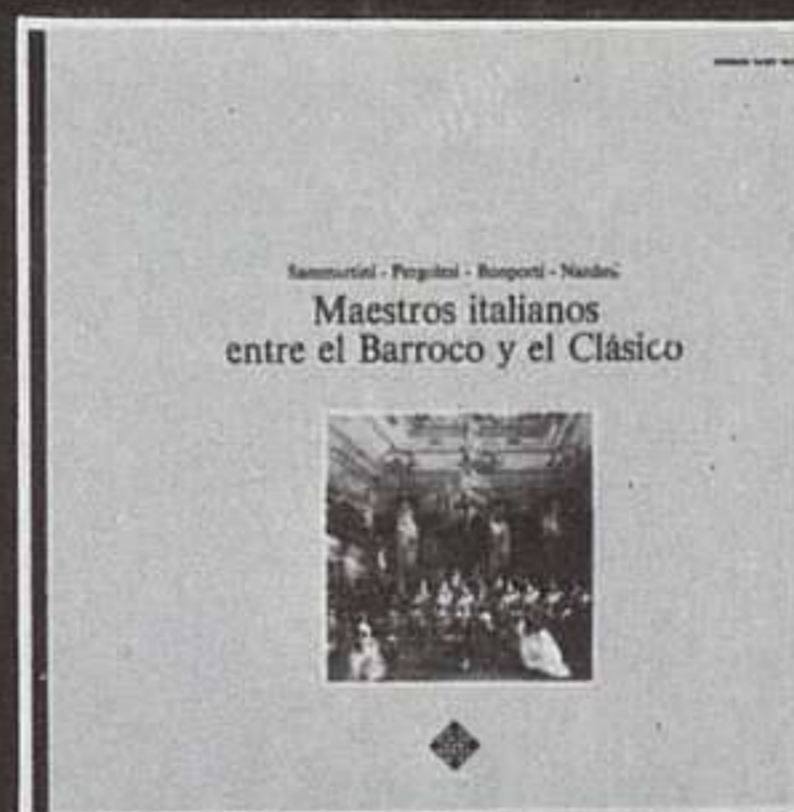 Sammartini - Pergolesi - Bonporti - Nardini
Maestros italianos
entre el Barroco y el Clásico